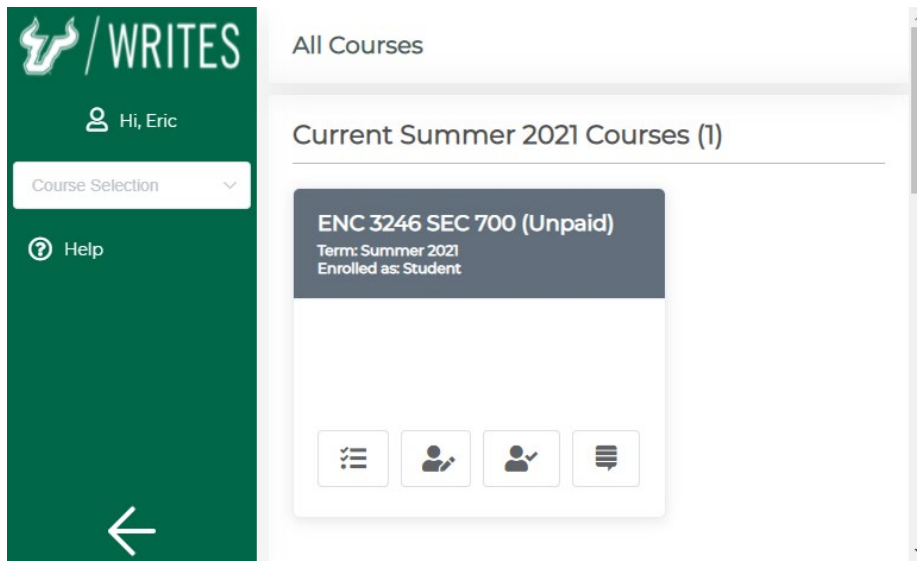 / WRITES
Hi, Eric
Course Selection
Help
All Courses
Current Summer 2021 Courses (1)
ENC 3246 SEC 700 (Unpaid)
Term: Summer 2021
Enrolled as: Student